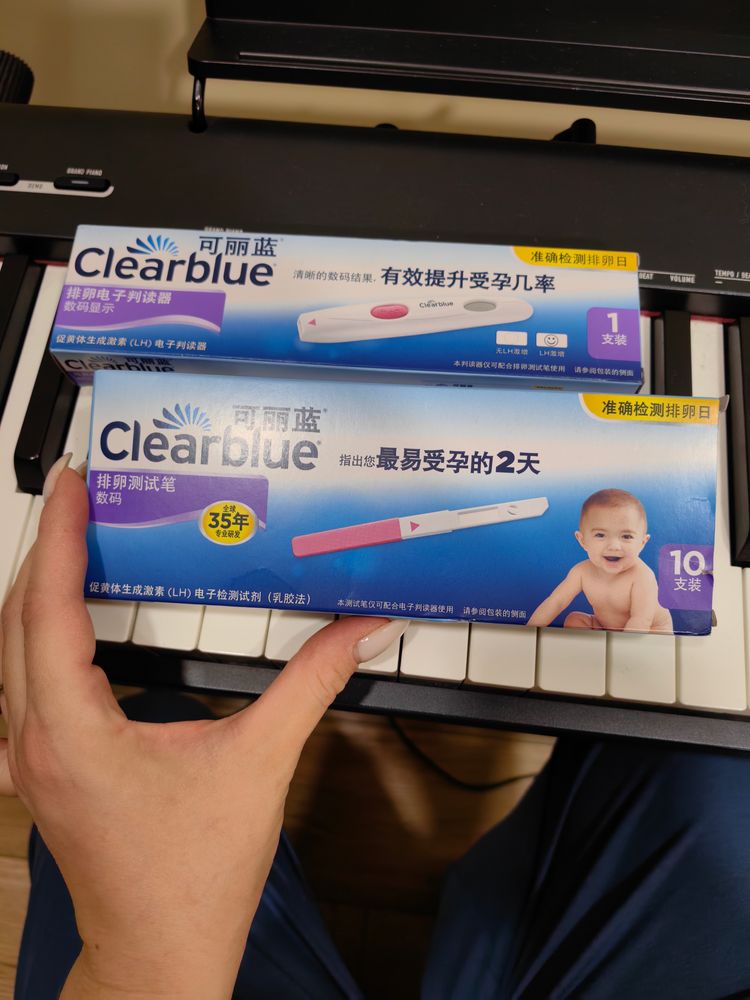 GRAND PIANO
DEMO
BEAT
VOLUME
可丽蓝
Clearblue
准确检测排卵日
清晰的数码结果，有效提升受孕几率
排卵电子判读器
数码显示
Clearblue
1
支装
无LH激增
LH激增
促黄体生成激素 (LH) 电子判读器
本判读器仅可配合排卵测试笔使用 请参阅包装的侧面
Clearblue
可丽蓝
Clearblue
准确检测排卵日
指出您最易受孕的2天
排卵测试笔
数码
全球
35年
专业研发
10
支装
促黄体生成激素 (LH) 电子检测试剂（乳胶法）
本测试笔仅可配合电子判读器使用 请参阅包装的侧面